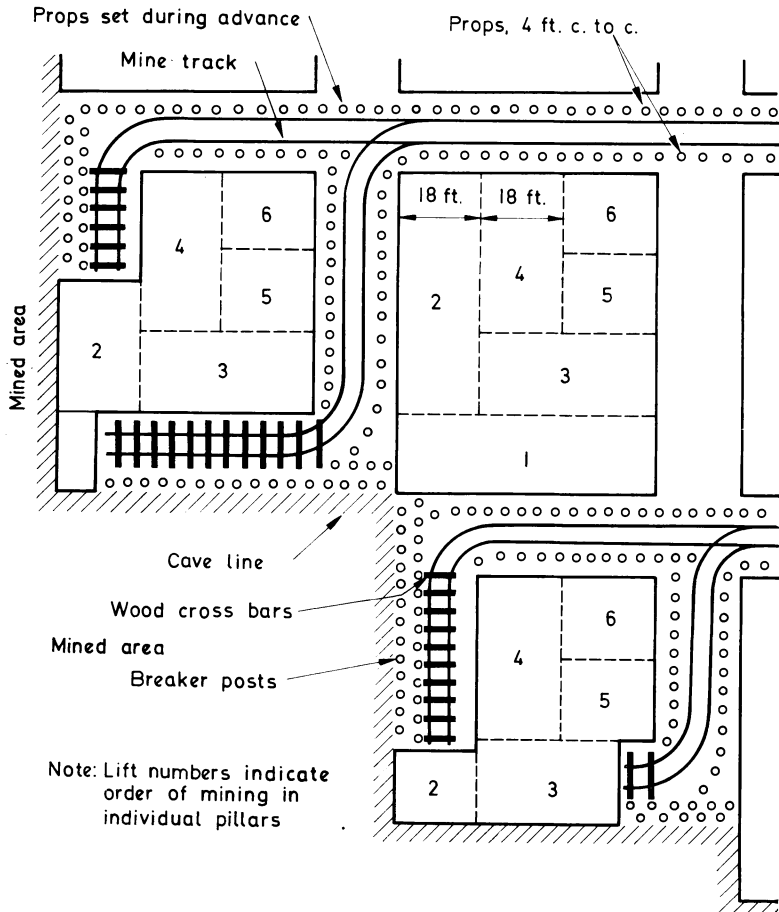 Props set during advance
Props, 4 ft. c. to c.
Mine track
18 ft.
18 ft.
6
4
5
2
3
6
4
2
5
3
1
Mined area
Cave line
Wood cross bars
Mined area
Breaker posts
6
4
5
2
3
Note: Lift numbers indicate
order of mining in
individual pillars